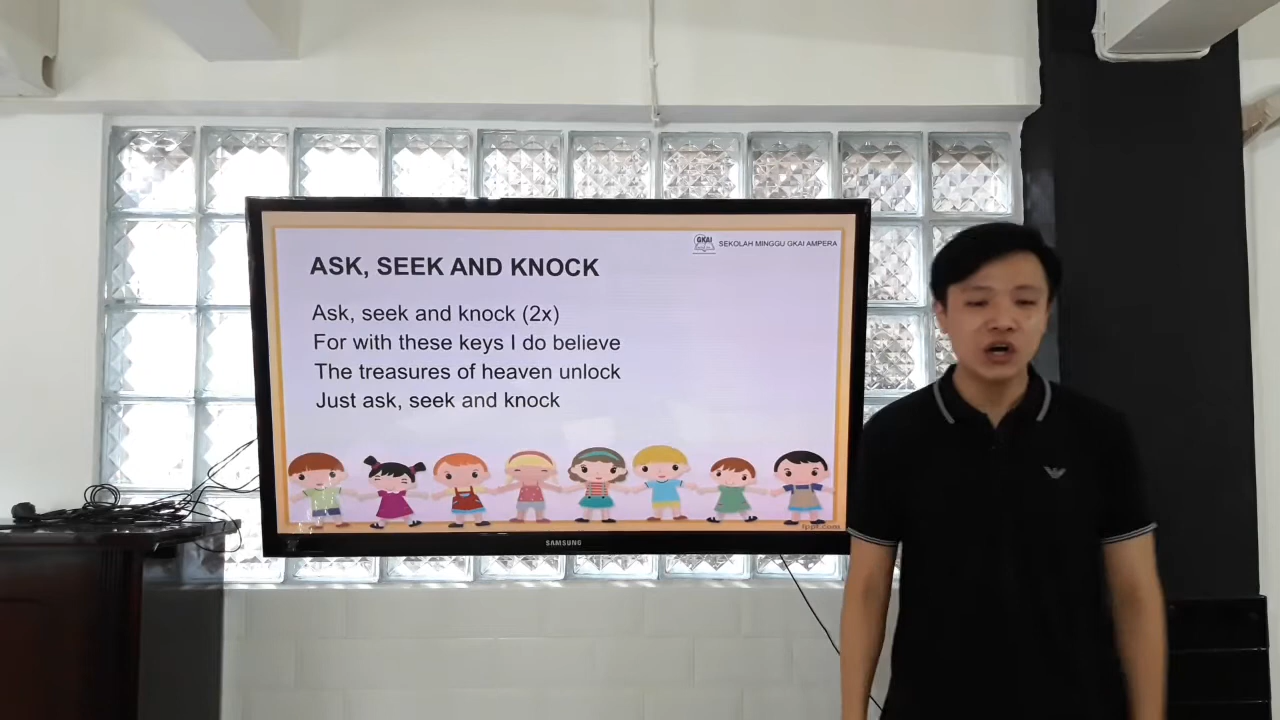 GKAI
SEKOLAH MINGGU GKAI AMPERA
ASK, SEEK AND KNOCK
Ask, seek and knock (2x)
For with these keys I do believe
The treasures of heaven unlock
Just ask, seek and knock
SAMSUNG